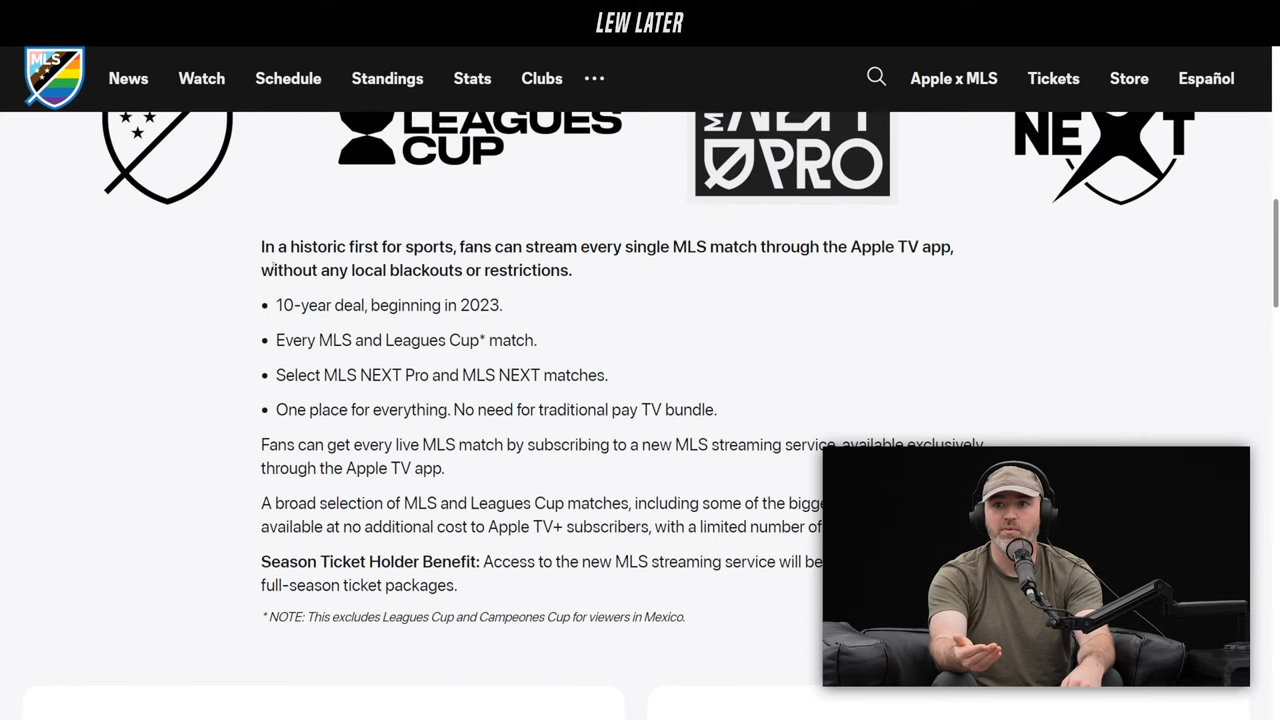 LEW LATER
MLS
News Watch Schedule Standings Stats Clubs ••• Apple x MLS Tickets Store Español
LEAGUES
CUP
NEXT
PRO
NEXT
In a historic first for sports, fans can stream every single MLS match through the Apple TV app,
without any local blackouts or restrictions.
• 10-year deal, beginning in 2023.
• Every MLS and Leagues Cup* match.
• Select MLS NEXT Pro and MLS NEXT matches.
• One place for everything. No need for traditional pay TV bundle.
Fans can get every live MLS match by subscribing to a new MLS streaming service, available exclusively
through the Apple TV app.
A broad selection of MLS and Leagues Cup matches, including some of the
available at no additional cost to Apple TV+ subscribers, with a limited number of
Season Ticket Holder Benefit: Access to the new MLS streaming service will be
full-season ticket packages.
* NOTE: This excludes Leagues Cup and Campeones Cup for viewers in Mexico.